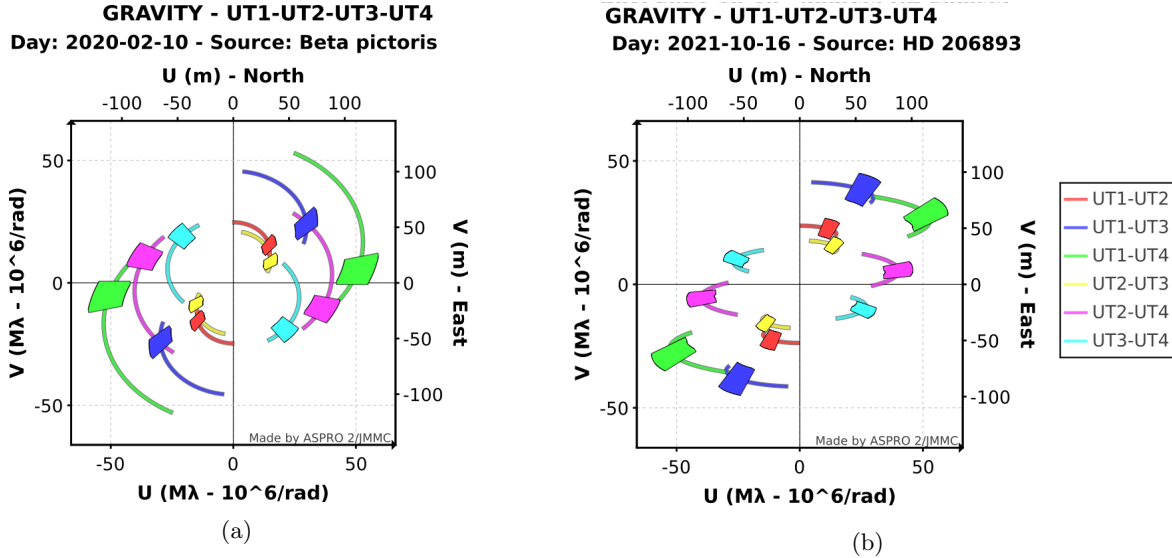 GRAVITY - UT1-UT2-UT3-UT4
Day: 2020-02-10 - Source: Beta pictoris
U (m) - North
-100 -50 0 50 100
50
0
-50
V (Mλ - 10^6/rad)
100
50
0
-50
-100
V (m) - East
Made by ASPRO 2/JMMC
-50 0 50
U (Mλ - 10^6/rad)
(a)
GRAVITY - UT1-UT2-UT3-UT4
Day: 2021-10-16 - Source: HD 206893
U (m) - North
-100 -50 0 50 100
50
0
-50
V (Mλ - 10^6/rad)
100
50
0
-50
-100
V (m) - East
Made by ASPRO 2/JMMC
-50 0 50
U (Mλ - 10^6/rad)
(b)
UT1-UT2
UT1-UT3
UT1-UT4
UT2-UT3
UT2-UT4
UT3-UT4